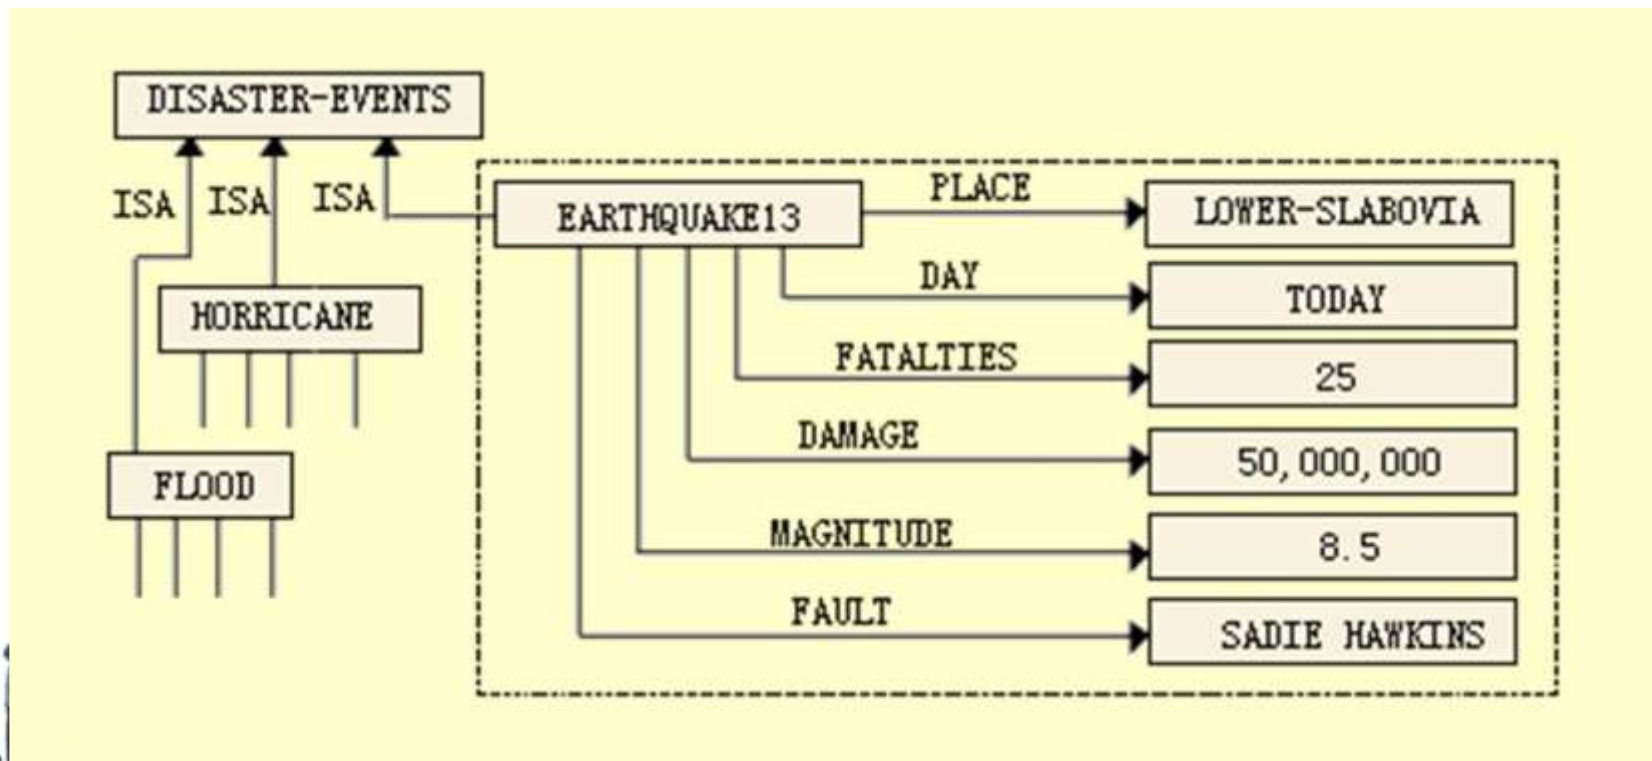 DISASTER-EVENTS
ISA ISA ISA
EARTHQUAKE13
PLACE
LOWER-SLABOVIA
DAY
TODAY
HORRICANE
FATALTIES
25
DAMAGE
50,000,000
FLOOD
MAGNITUDE
8.5
FAULT
SADIE HAWKINS